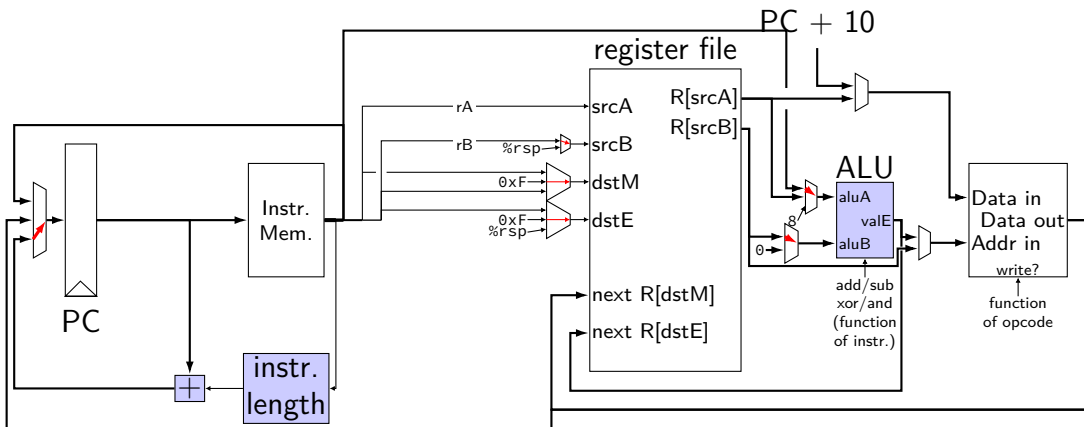 PC + 10
register file
rA
srcA
R[srcA]
R[srcB]
rB
%rsp
srcB
ALU
0xF
dstM
0xF
dstE
%rsp
8
0
aluA
valE
aluB
Data in
Data out
Addr in
write?
Instr.
Mem.
PC
add/sub
xor/and
(function
of instr.)
function
of opcode
next R[dstM]
next R[dstE]
+
instr.
length